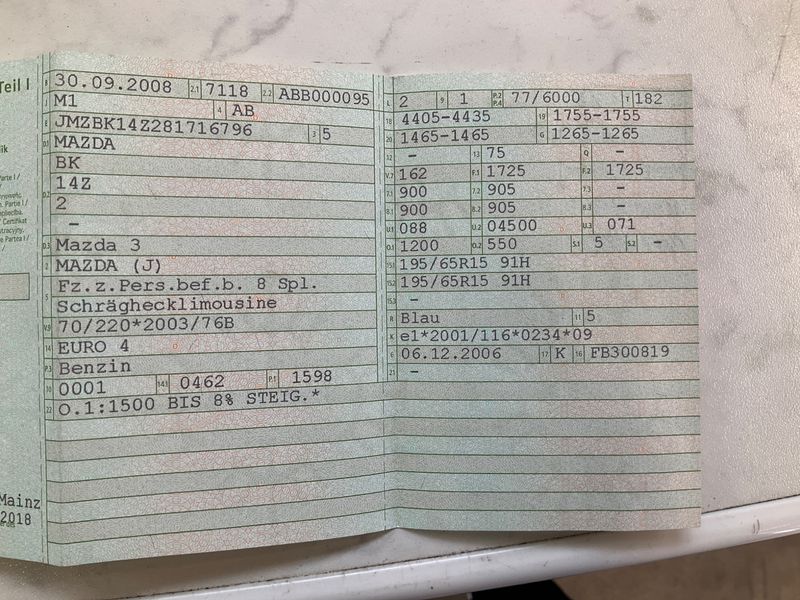 Teil I
B 30.09.2008 2.1 7118 2.2 ABB000095
J M1 4 AB
E JMZBK14Z281716796 3 5
D.1 MAZDA
BK
14Z
D.2 2
–
D.3 Mazda 3
2 MAZDA (J)
5 Fz.z.Pers.bef.b. 8 Spl.
Schräghecklimousine
V.9 70/220*2003/76B
14 EURO 4
P.3 Benzin
10 0001 14.1 0462 P.1 1598
22 O.1:1500 BIS 8% STEIG.*
Mainz
2018
L 2 9 1 P.2 P.4 77/6000 T 182
18 4405-4435 19 1755-1755
20 1465-1465 G 1265-1265
12 – 13 75 Q –
V.7 162 F.1 1725 F.2 1725
7.1 900 7.2 905 7.3 –
8.1 900 8.2 905 8.3 –
U.1 088 U.2 04500 U.3 071
O.1 1200 O.2 550 S.1 5 S.2 –
15.1 195/65R15 91H
15.2 195/65R15 91H
15.3 –
R Blau 11 5
K e1*2001/116*0234*09
6 06.12.2006 17 K 16 FB300819
21 –